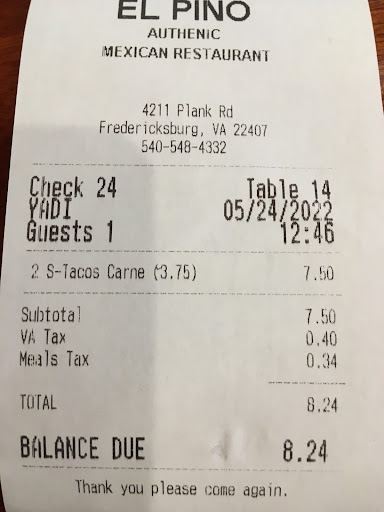 EL PINO
AUTHENIC
MEXICAN RESTAURANT
4211 Plank Rd
Fredericksburg, VA 22407
540-548-4332
Check 24 Table 14
YADI 05/24/2022
Guests 1 12:46
2 S-Tacos Carne (3.75) 7.50
Subtotal 7.50
VA Tax 0.40
Meals Tax 0.34
TOTAL 8.24
BALANCE DUE 8.24
Thank you please come again.